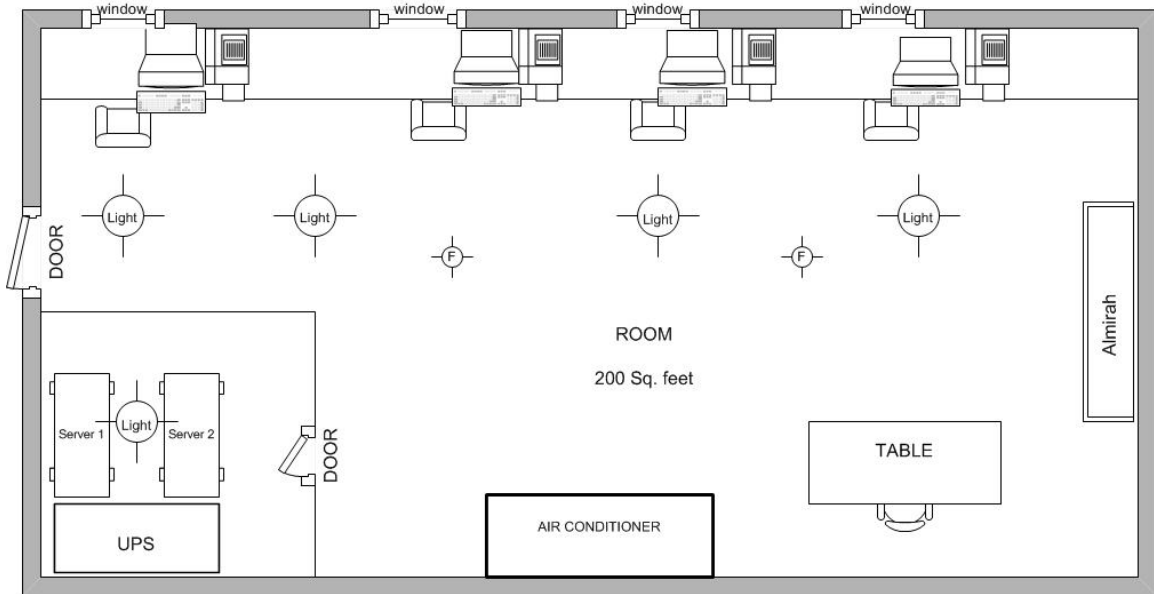 window
window
window
window
Light
Light
Light
Light
DOOR
F
F
ROOM
200 Sq. feet
Almirah
Server 1
Light
Server 2
DOOR
TABLE
UPS
AIR CONDITIONER